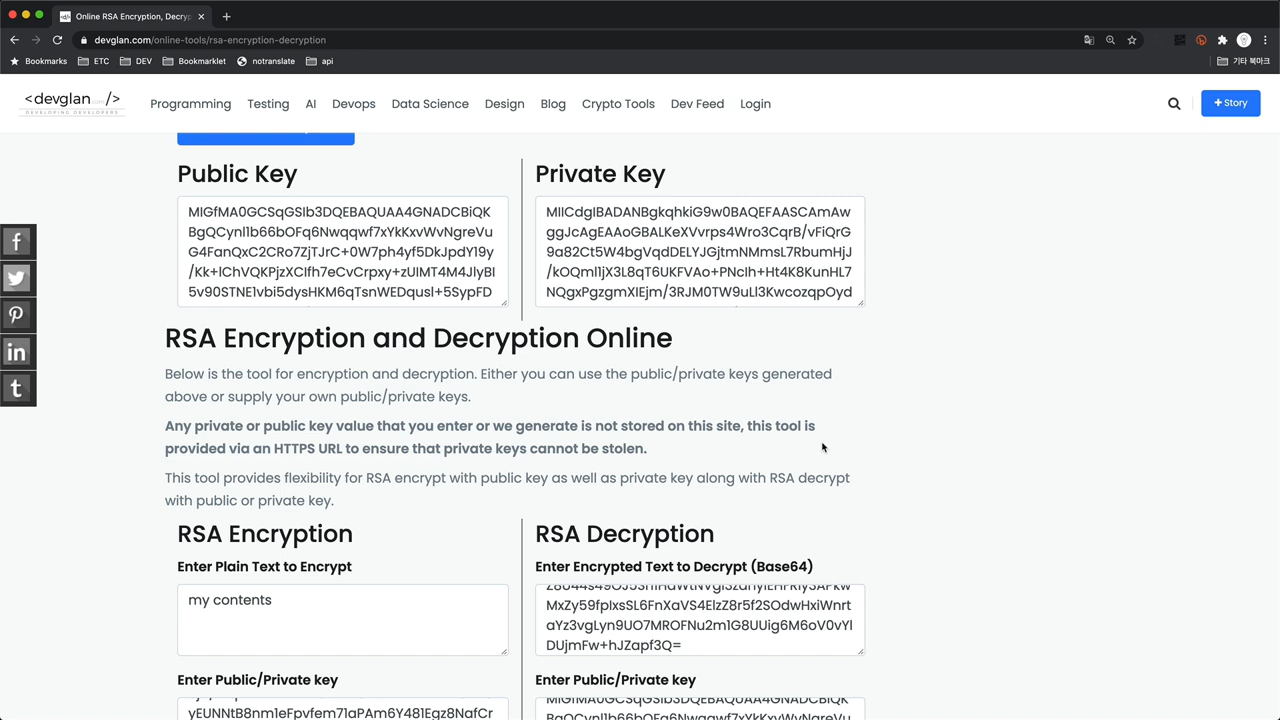 Online RSA Encryption, Decryp
devglan.com/online-tools/rsa-encryption-decryption
Bookmarks ETC DEV Bookmarklet notranslate api 기타 북마크
<devglan.com/>
DEVELOPING DEVELOPERS
Programming Testing AI Devops Data Science Design Blog Crypto Tools Dev Feed Login
+ Story
Public Key
MIGfMA0GCSqGSIb3DQEBAQUAA4GNADCBiQK
BgQCynl1b66bOFq6Nwqqwf7xYkKxvWvNgreVu
G4FanQxC2CRo7ZjTJrC+0W7ph4yf5DkJpdY19y
/Kk+lChVQKPjzXCIfh7eCvCrpxy+zUIMT4M4JIyBI
5v90STNE1vbi5dysHKM6qTsnWEDqusI+5SypFD
Private Key
MIICdgIBADANBgkqhkiG9w0BAQEFAASCAmAw
ggJcAgEAAoGBALKeXVvrps4Wro3CqrB/vFiQrG
9a82Ct5W4bgVqdDELYJGjtmNMmsL7RbumHjJ
/kOQml1jX3L8qT6UKFVAo+PNcIh+Ht4K8KunHL7
NQgxPgzgmXIEjm/3RJM0TW9uLl3KwcozqpOyd
RSA Encryption and Decryption Online
Below is the tool for encryption and decryption. Either you can use the public/private keys generated
above or supply your own public/private keys.
Any private or public key value that you enter or we generate is not stored on this site, this tool is
provided via an HTTPS URL to ensure that private keys cannot be stolen.
This tool provides flexibility for RSA encrypt with public key as well as private key along with RSA decrypt
with public or private key.
RSA Encryption
Enter Plain Text to Encrypt
my contents
Enter Public/Private key
yEUNNtB8nm1eFpvfem71aPAm6Y481Egz8NafCr
RSA Decryption
Enter Encrypted Text to Decrypt (Base64)
MxZy59fpIxsSL6FnXaVS4ElzZ8r5f2SOdwHxiWnrt
aYz3vgLyn9UO7MROFNu2m1G8UUig6M6oV0vYl
DUjmFw+hJZapf3Q=
Enter Public/Private key
MIGfMA0GCSqGSIb3DQEBAQUAA4GNADCBiQK